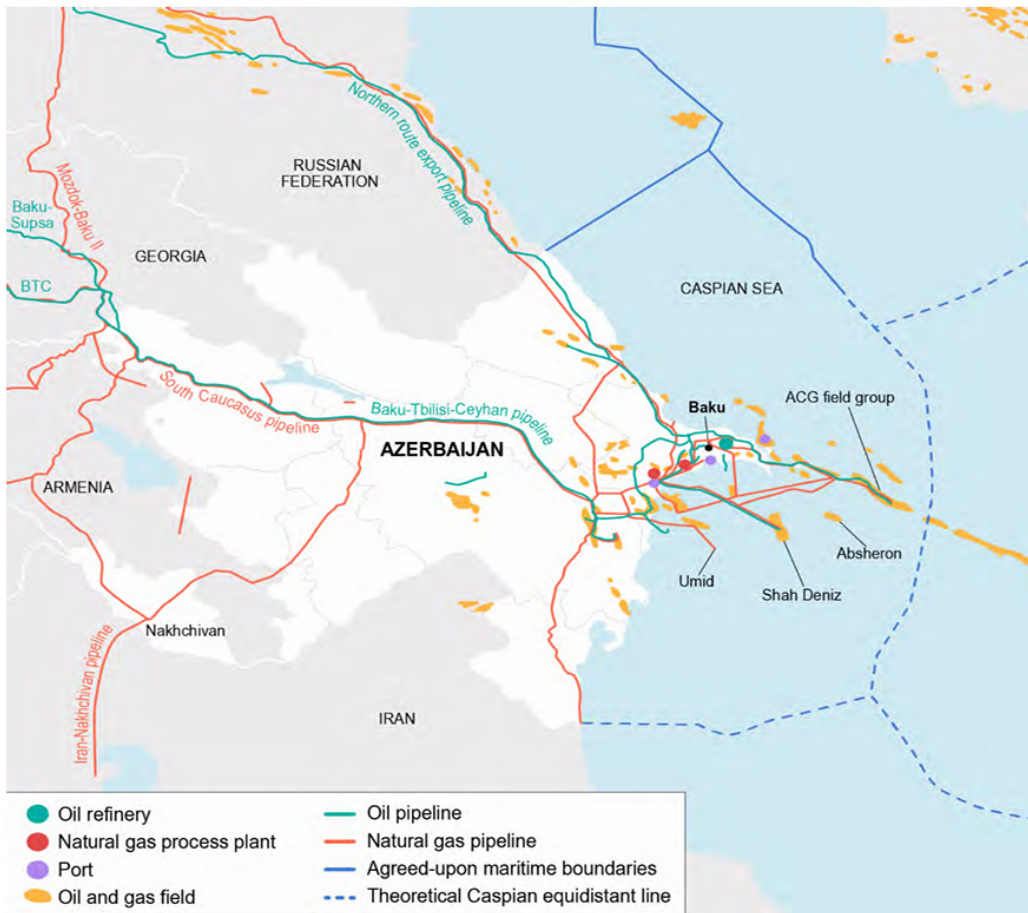 Northern route export pipeline
RUSSIAN
FEDERATION
Mozdok-Baku II
Baku-
Supsa
GEORGIA
BTC
CASPIAN SEA
South Caucasus pipeline
Baku-Tbilisi-Ceyhan pipeline
Baku
ACG field group
AZERBAIJAN
ARMENIA
Absheron
Umid
Shah Deniz
Nakhchivan
Iran-Nakhchivan pipeline
IRAN
Oil refinery
Natural gas process plant
Port
Oil and gas field
Oil pipeline
Natural gas pipeline
Agreed-upon maritime boundaries
Theoretical Caspian equidistant line